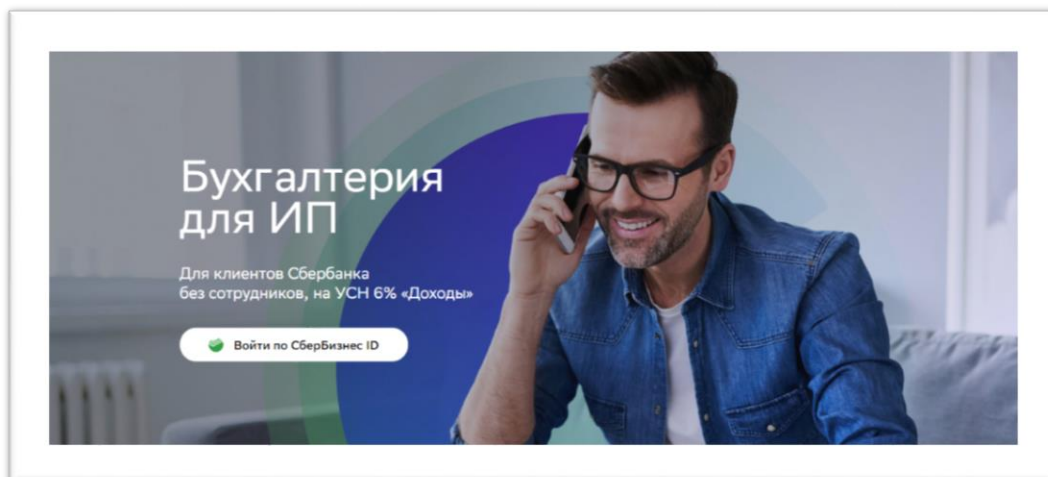 Бухгалтерия
для ИП
Для клиентов Сбербанка
без сотрудников, на УСН 6% «Доходы»
Войти по СберБизнес ID